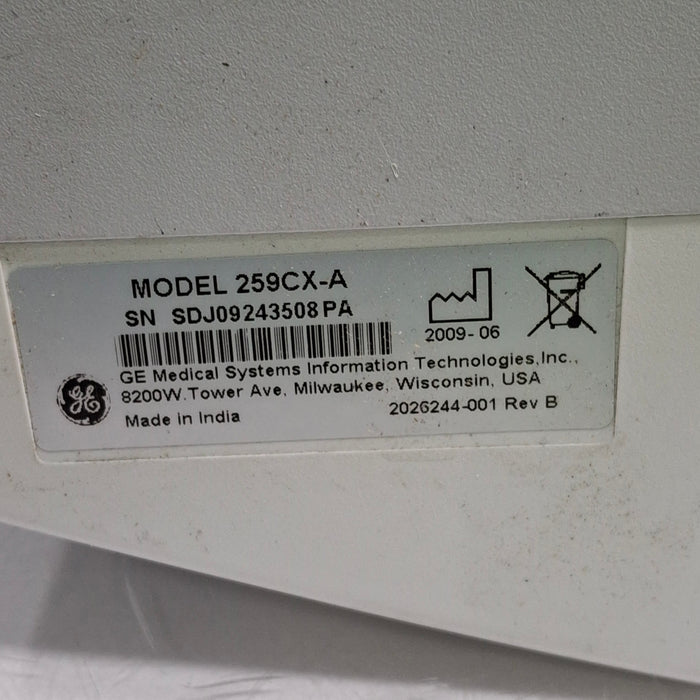 MODEL 259CX-A
SN SDJ09243508PA
2009-06
GE Medical Systems Information Technologies,Inc.,
8200W.Tower Ave, Milwaukee, Wisconsin, USA
GE
Made in India
2026244-001 Rev B